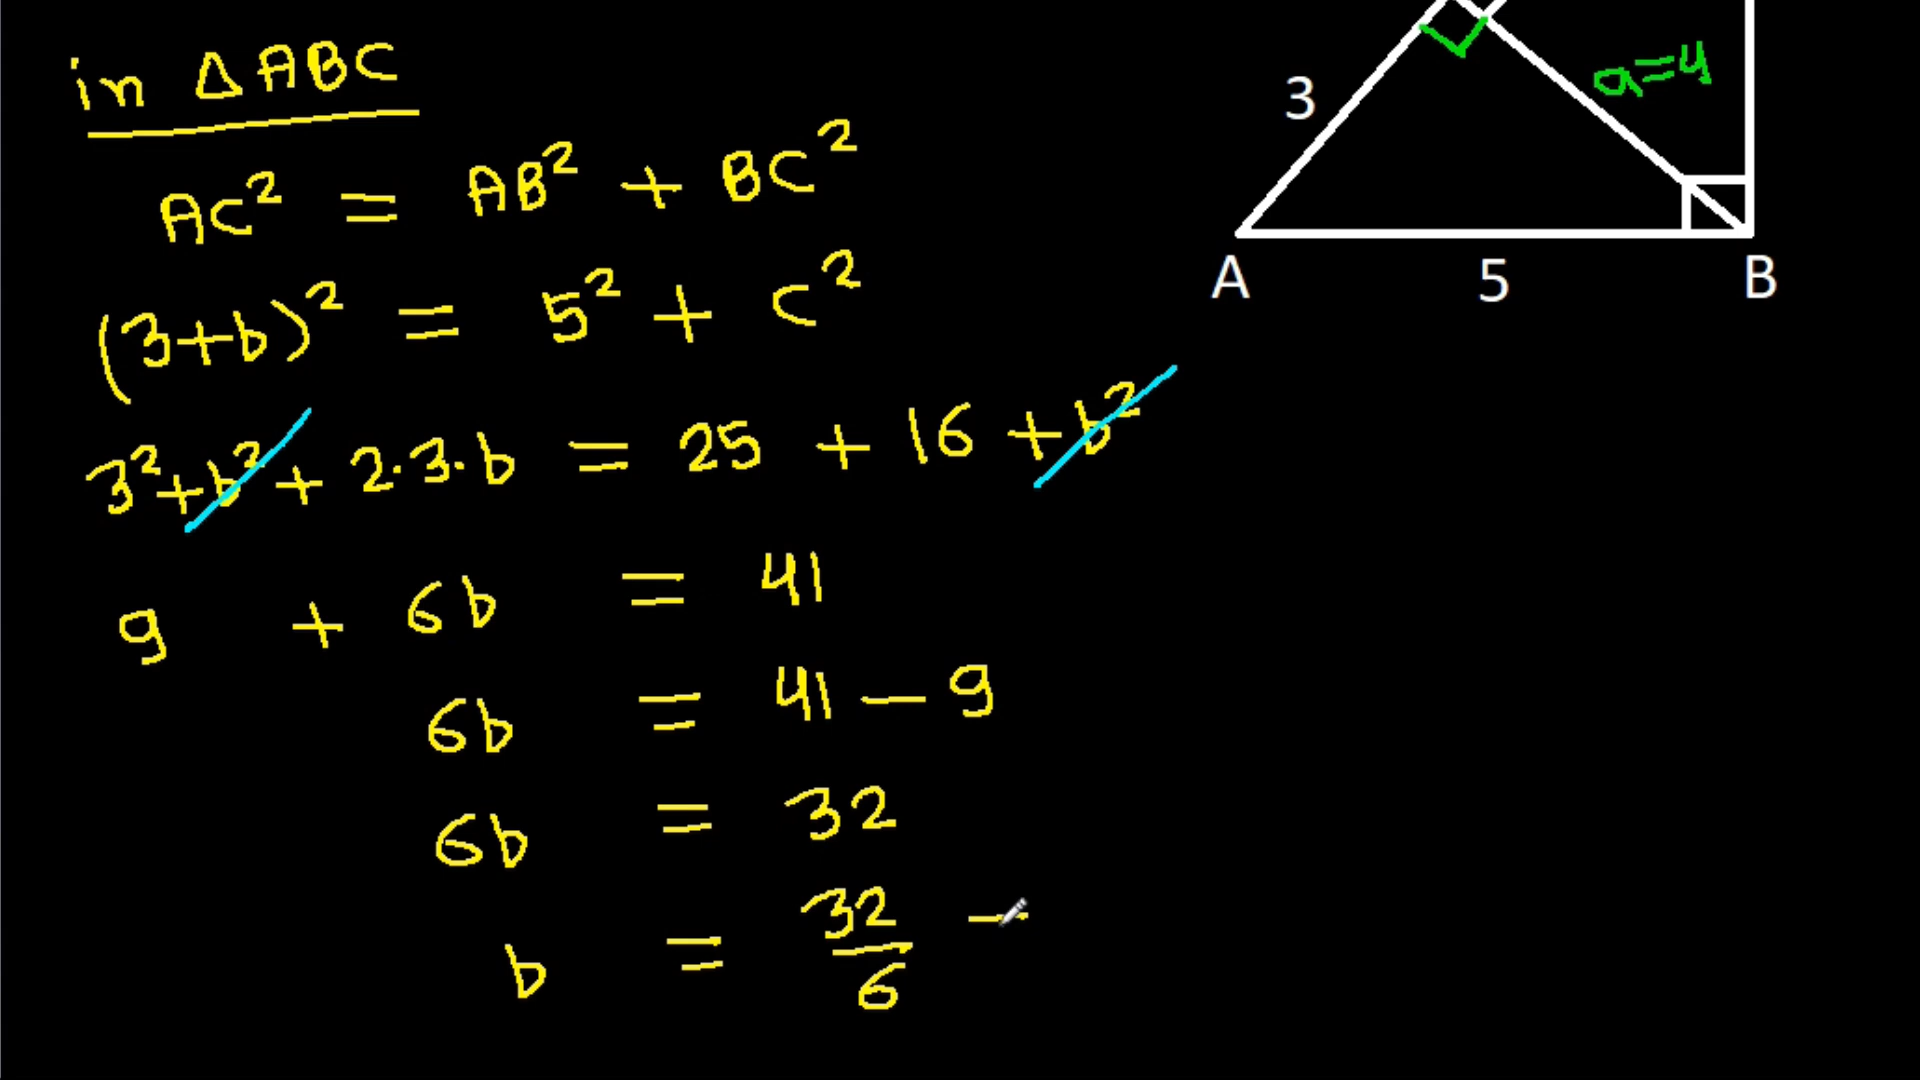 in △ABC
AC² = AB² + BC²
(3+b)² = 5² + c²
3²+b² + 2·3·b = 25 + 16 + b²
9 + 6b = 41
6b = 41 — 9
6b = 32
b = 32/6 —
3
a=4
A
5
B